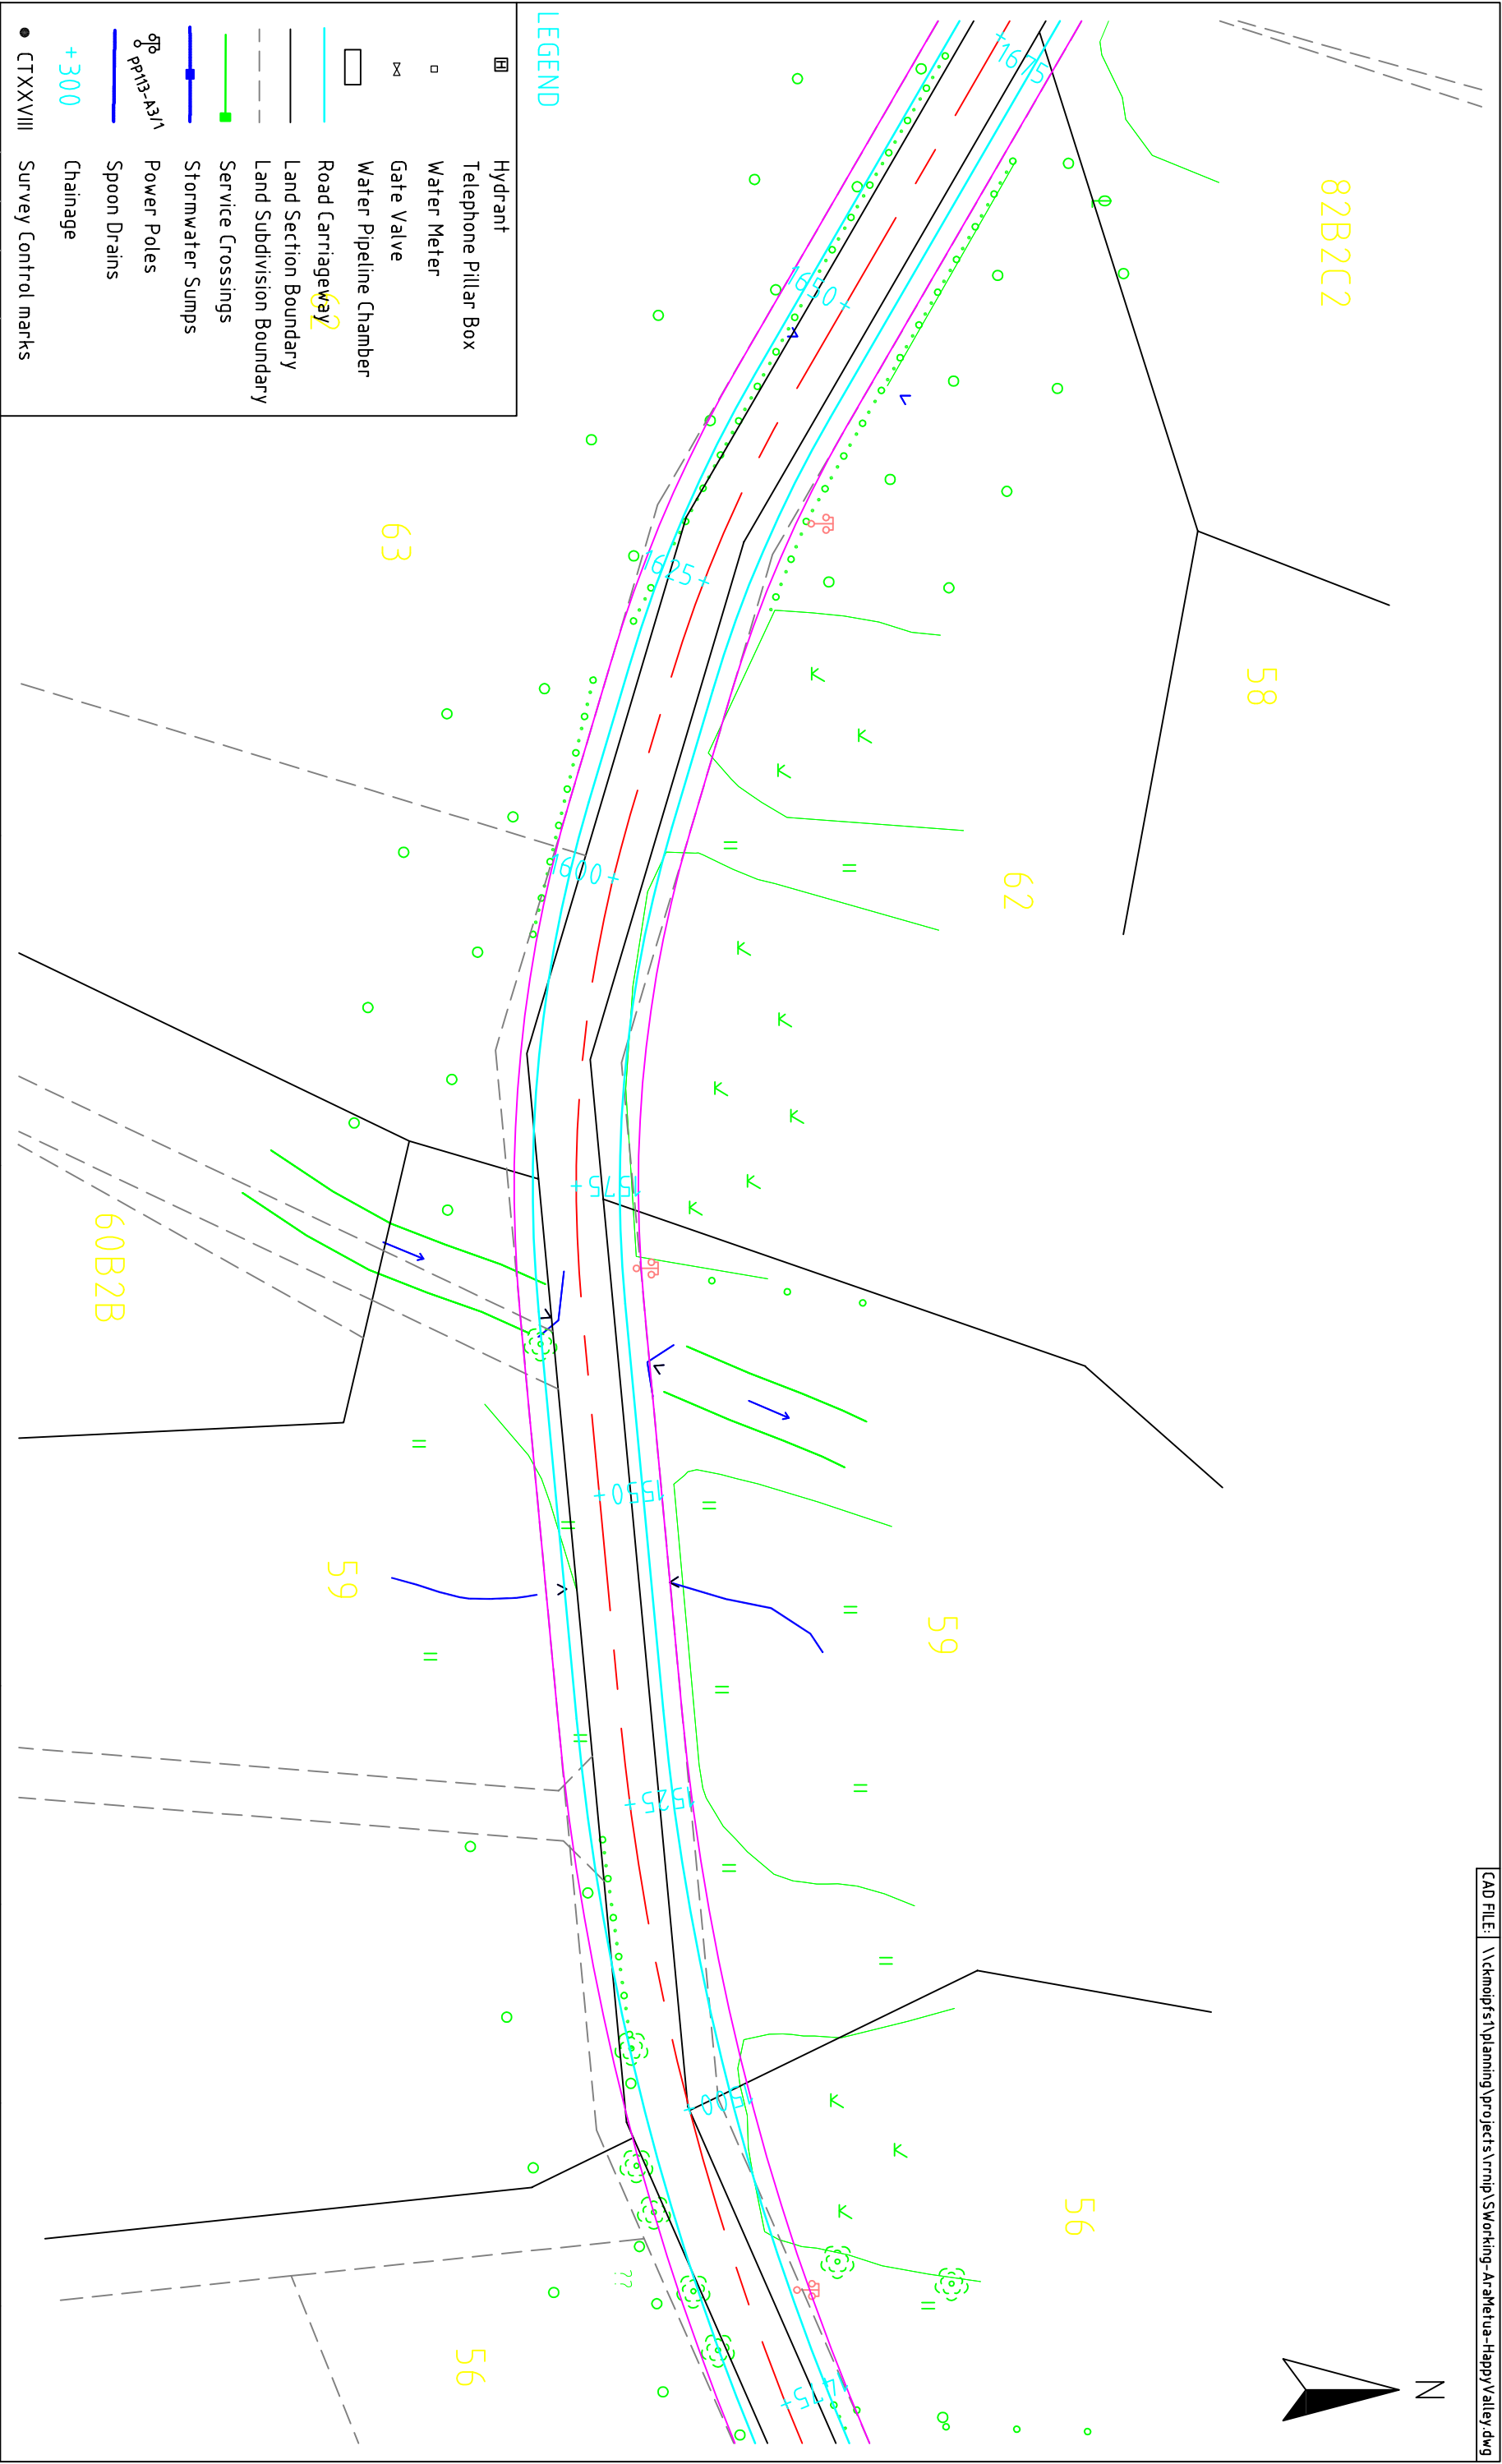 CAD FILE: \\ckmoipfs1\planning\projects\rrnip\SWorking-AraMetua-HappyValley.dwg
N
82B2C2
58
62
59
56
62
63
60B2B
59
56
??
1675
1650
1625
1600
1575
1550
1525
1500
1475
LEGEND
H Hydrant
Telephone Pillar Box
Water Meter
Gate Valve
Water Pipeline Chamber
Road Carriageway
Land Section Boundary
Land Subdivision Boundary
Service Crossings
Stormwater Sumps
PP113-A3/1 Power Poles
Spoon Drains
+300 Chainage
CTXXVIII Survey Control marks